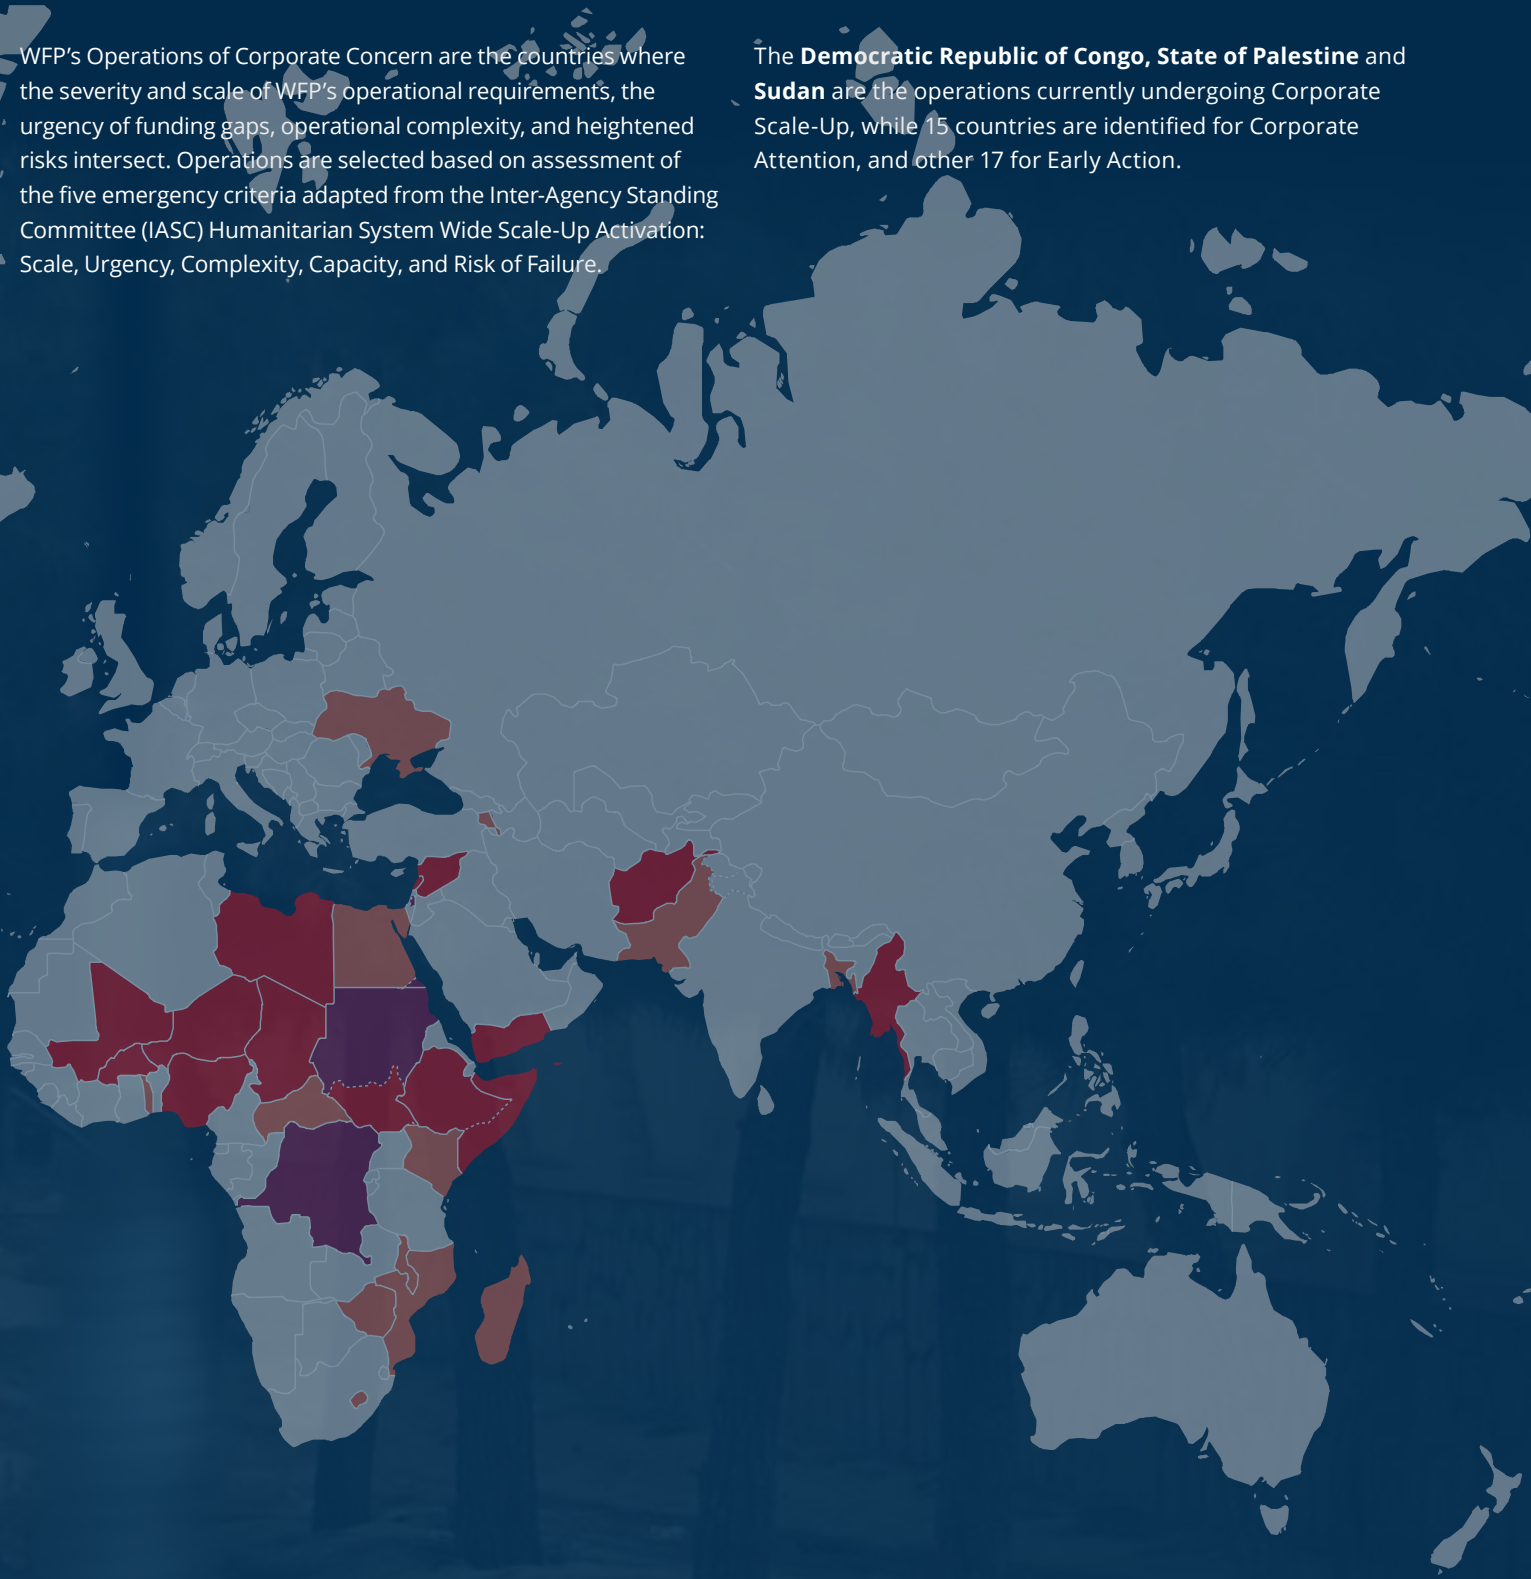 WFP's Operations of Corporate Concern are the countries where
the severity and scale of WFP's operational requirements, the
urgency of funding gaps, operational complexity, and heightened
risks intersect. Operations are selected based on assessment of
the five emergency criteria adapted from the Inter-Agency Standing
Committee (IASC) Humanitarian System Wide Scale-Up Activation:
Scale, Urgency, Complexity, Capacity, and Risk of Failure.
The Democratic Republic of Congo, State of Palestine and
Sudan are the operations currently undergoing Corporate
Scale-Up, while 15 countries are identified for Corporate
Attention, and other 17 for Early Action.